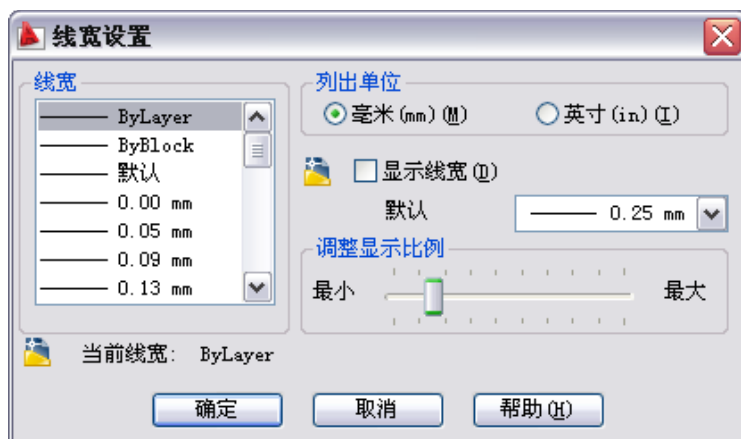 线宽设置
线宽
ByLayer
ByBlock
默认
0.00 mm
0.05 mm
0.09 mm
0.13 mm
列出单位
毫米(mm)(M) 英寸(in)(I)
显示线宽(D)
默认 0.25 mm
调整显示比例
最小 最大
当前线宽: ByLayer
确定 取消 帮助(H)